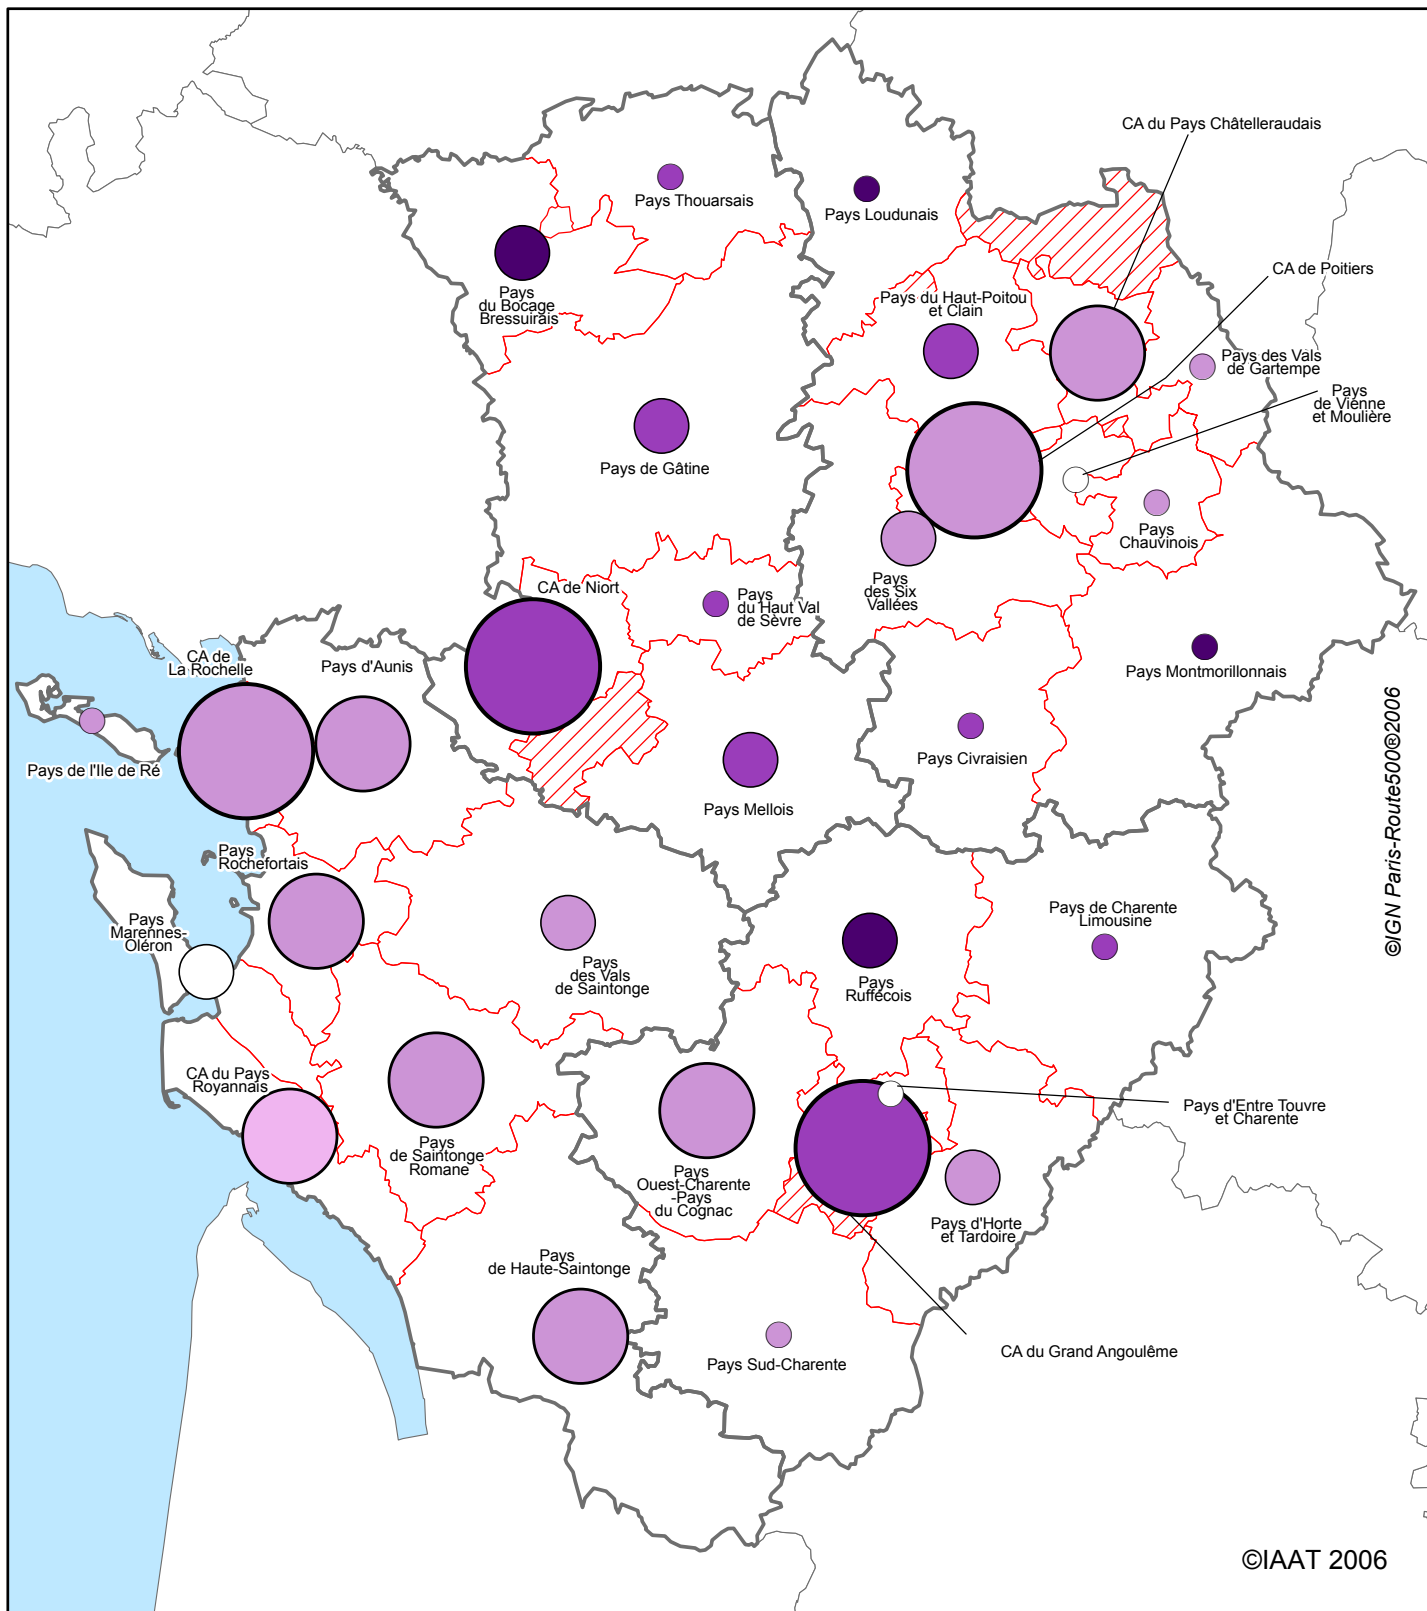 CA du Pays Châtelleraudais
Pays Thouarsais
Pays Loudunais
CA de Poitiers
Pays
du Bocage
Bressuirais
Pays du Haut-Poitou
et Clain
Pays des Vals
de Gartempe
Pays
de Vienne
et Moulière
Pays de Gâtine
Pays
Chauvinois
CA de Niort
Pays
du Haut Val
de Sèvre
Pays
des Six
Vallées
CA de
La Rochelle
Pays d'Aunis
Pays Montmorillonnais
Pays de l'Ile de Ré
Pays Civraisien
Pays Mellois
©IGN Paris-Route500®2006
Pays
Rochefortais
Pays
Marennes-
Oléron
Pays
des Vals
de Saintonge
Pays
Ruffécois
Pays de Charente
Limousine
CA du Pays
Royannais
Pays
de Saintonge
Romane
Pays d'Entre Touvre
et Charente
Pays
Ouest-Charente
-Pays
du Cognac
Pays d'Horte
et Tardoire
Pays
de Haute-Saintonge
CA du Grand Angoulême
Pays Sud-Charente
©IAAT 2006